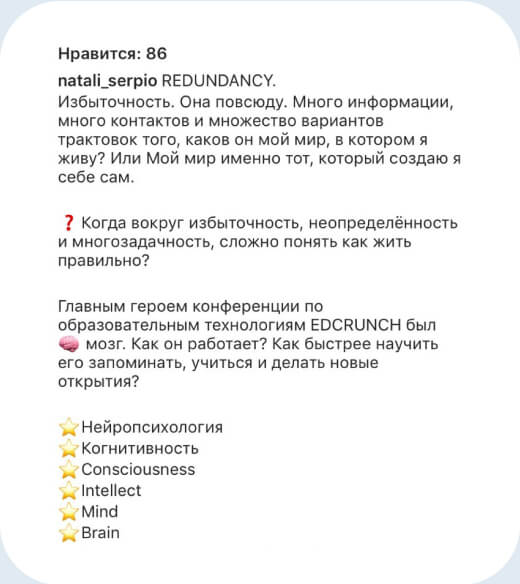 Нравится: 86
natali_serpio REDUNDANCY.
Избыточность. Она повсюду. Много информации,
много контактов и множество вариантов
трактовок того, каков он мой мир, в котором я
живу? Или Мой мир именно тот, который создаю я
себе сам.
❓ Когда вокруг избыточность, неопределённость
и многозадачность, сложно понять как жить
правильно?
Главным героем конференции по
образовательным технологиям EDCRUNCH был
🧠 мозг. Как он работает? Как быстрее научить
его запоминать, учиться и делать новые
открытия?
⭐Нейропсихология
⭐Когнитивность
⭐Consciousness
⭐Intellect
⭐Mind
⭐Brain